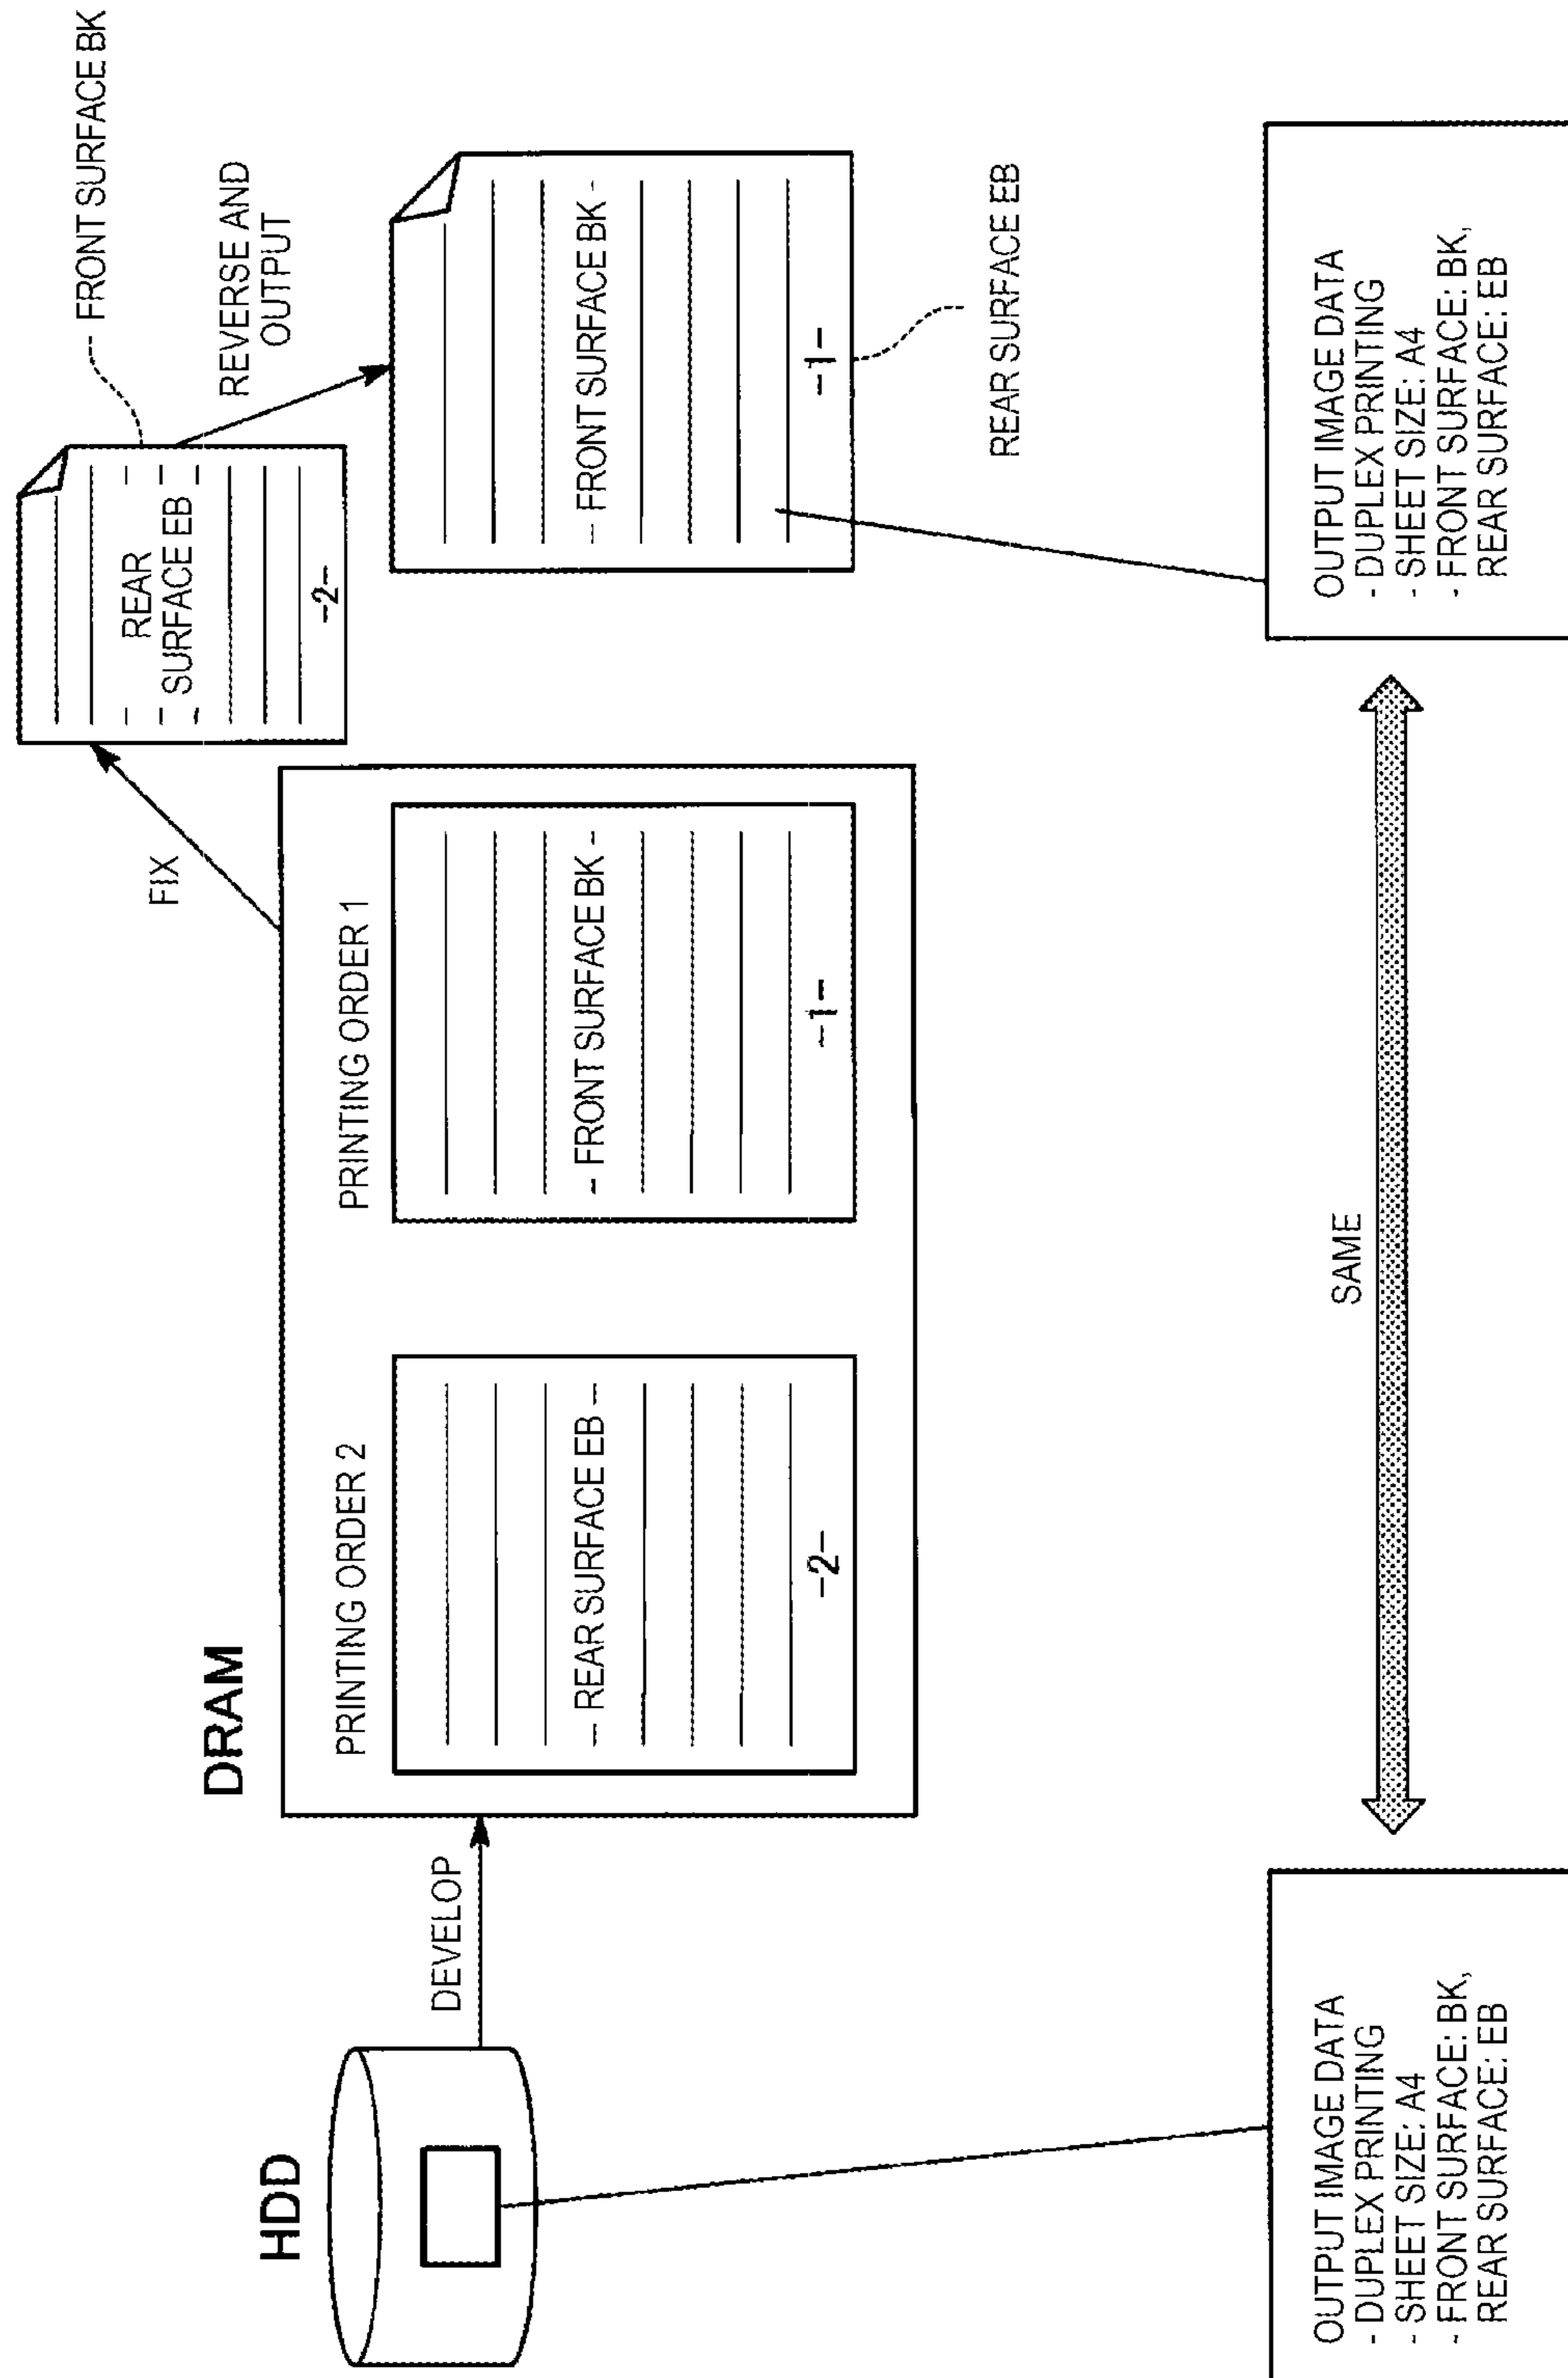 HDD
DEVELOP
DRAM
PRINTING ORDER 2
- REAR SURFACE EB -
-2-
PRINTING ORDER 1
- FRONT SURFACE BK -
-1-
FIX
REAR
SURFACE EB
-2-
FRONT SURFACE BK
REVERSE AND
OUTPUT
- FRONT SURFACE BK -
-1-
REAR SURFACE EB
OUTPUT IMAGE DATA
- DUPLEX PRINTING
- SHEET SIZE: A4
- FRONT SURFACE: BK,
REAR SURFACE: EB
SAME
OUTPUT IMAGE DATA
- DUPLEX PRINTING
- SHEET SIZE: A4
- FRONT SURFACE: BK,
REAR SURFACE: EB